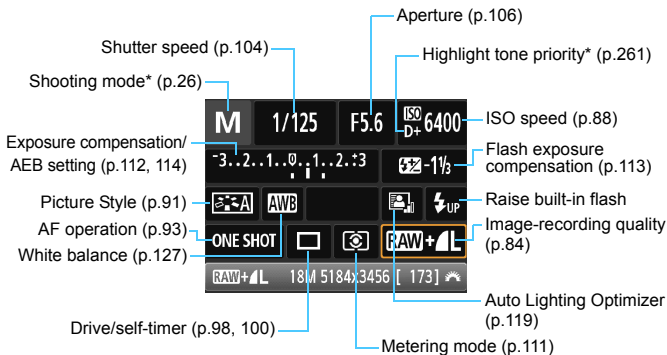 Aperture (p.106)
Shutter speed (p.104)
Highlight tone priority* (p.261)
Shooting mode* (p.26)
M 1/125 F5.6 ISO D+ 6400
ISO speed (p.88)
Exposure compensation/
AEB setting (p.112, 114)
-3..2..1..0..1..2.:3
-1⅓
Flash exposure
compensation (p.113)
Picture Style (p.91)
A AWB UP
Raise built-in flash
AF operation (p.93)
ONE SHOT RAW+L
Image-recording quality
(p.84)
White balance (p.127)
RAW+L 18M 5184x3456 [ 173]
Auto Lighting Optimizer
(p.119)
Drive/self-timer (p.98, 100)
Metering mode (p.111)